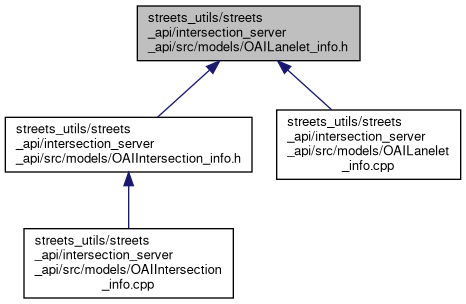 streets_utils/streets
_api/intersection_server
_api/src/models/OAILanelet_info.h
streets_utils/streets
_api/intersection_server
_api/src/models/OAIIntersection_info.h
streets_utils/streets
_api/intersection_server
_api/src/models/OAILanelet
_info.cpp
streets_utils/streets
_api/intersection_server
_api/src/models/OAIIntersection
_info.cpp